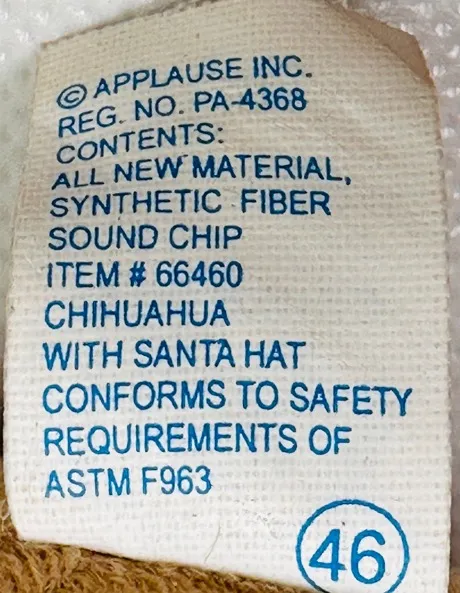 © APPLAUSE INC.
REG. NO. PA-4368
CONTENTS:
ALL NEW MATERIAL,
SYNTHETIC FIBER
SOUND CHIP
ITEM # 66460
CHIHUAHUA
WITH SANTA HAT
CONFORMS TO SAFETY
REQUIREMENTS OF
ASTM F963
46